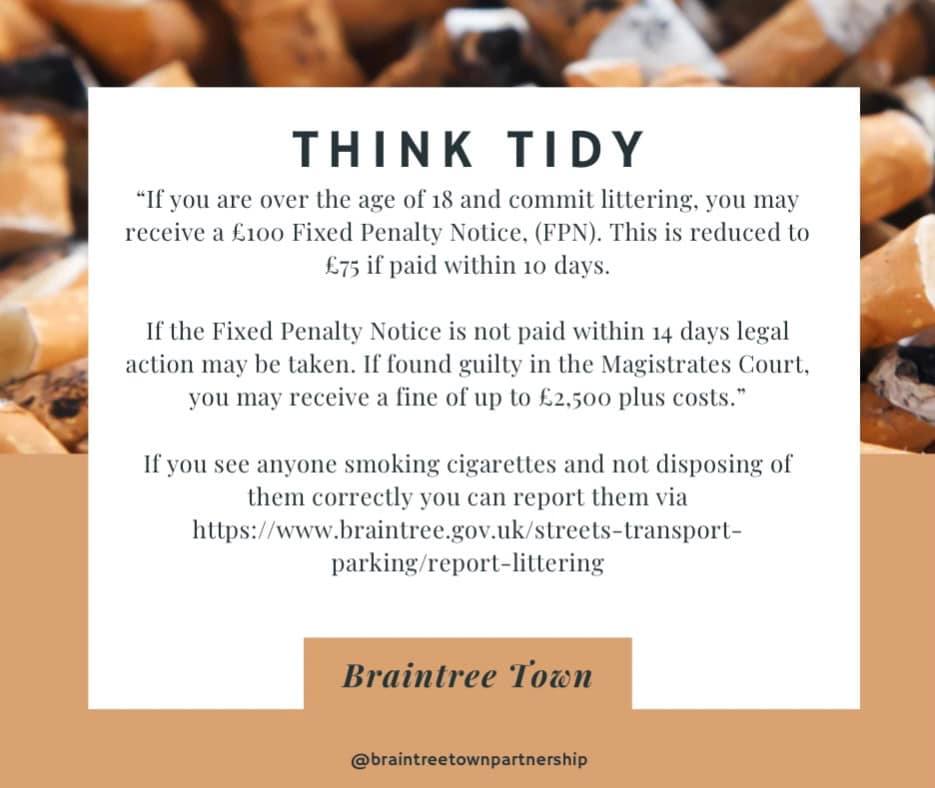 THINK TIDY
“If you are over the age of 18 and commit littering, you may
receive a £100 Fixed Penalty Notice, (FPN). This is reduced to
£75 if paid within 10 days.
If the Fixed Penalty Notice is not paid within 14 days legal
action may be taken. If found guilty in the Magistrates Court,
you may receive a fine of up to £2,500 plus costs.”
If you see anyone smoking cigarettes and not disposing of
them correctly you can report them via
https://www.braintree.gov.uk/streets-transport-
parking/report-littering
Braintree Town
@braintreetownpartnership